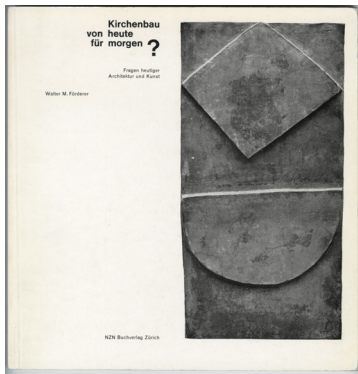 Kirchenbau
von heute
für morgen ?
Fragen heutiger
Architektur und Kunst
Walter M. Förderer
NZN Buchverlag Zürich